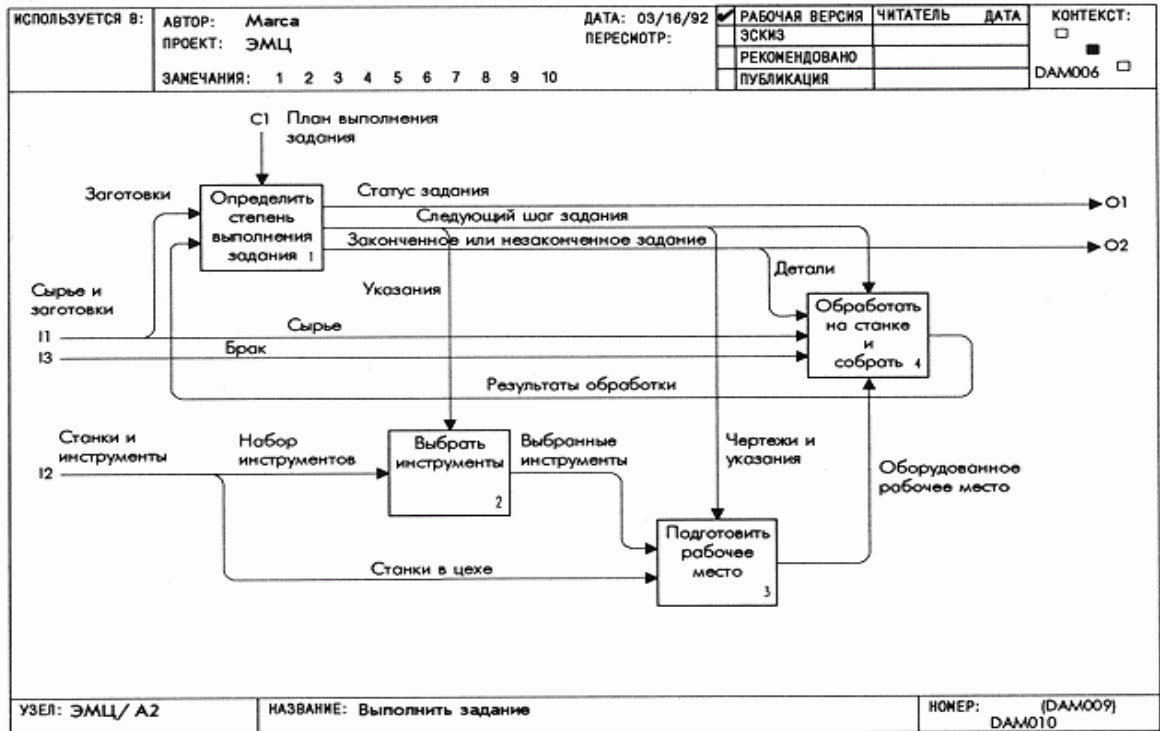 ИСПОЛЬЗУЕТСЯ В:
АВТОР: Marca
ДАТА: 03/16/92
ПРОЕКТ: ЭМЦ
ПЕРЕСМОТР:
ЗАМЕЧАНИЯ: 1 2 3 4 5 6 7 8 9 10
РАБОЧАЯ ВЕРСИЯ
ЧИТАТЕЛЬ ДАТА
ЭСКИЗ
РЕКОМЕНДОВАНО
ПУБЛИКАЦИЯ
КОНТЕКСТ:
DAM006
C1 План выполнения
задания
Заготовки
Определить
степень
выполнения
задания 1
Статус задания
O1
Следующий шаг задания
Законченное или незаконченное задание
O2
Детали
Указания
Сырье и
заготовки
I1
Сырье
I3
Брак
Обработать
на станке
и
собрать 4
Результаты обработки
Станки и
инструменты
I2
Набор
инструментов
Выбрать
инструменты
2
Выбранные
инструменты
Чертежи и
указания
Оборудованное
рабочее место
Подготовить
рабочее
место
3
Станки в цехе
УЗЕЛ: ЭМЦ/ А2
НАЗВАНИЕ: Выполнить задание
НОМЕР: (DAM009)
DAM010